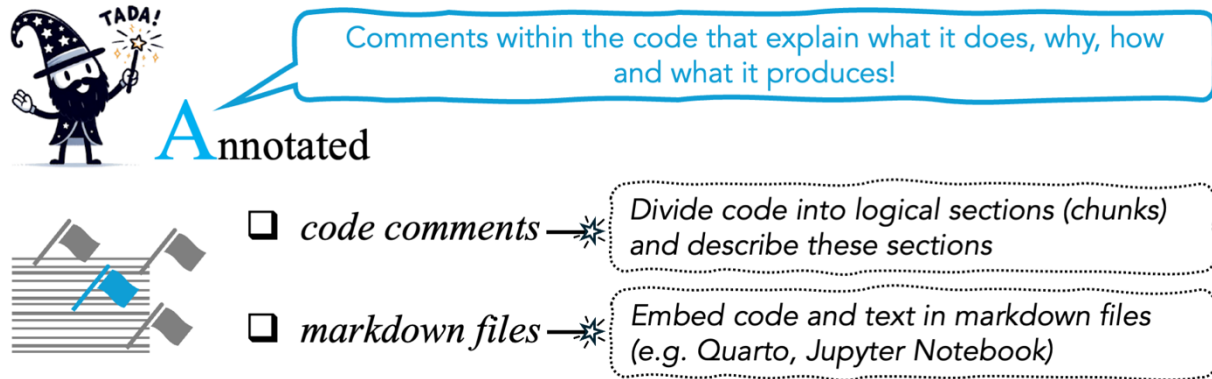 TADA!
Comments within the code that explain what it does, why, how
and what it produces!
Annotated
❑ code comments
Divide code into logical sections (chunks)
and describe these sections
❑ markdown files
Embed code and text in markdown files
(e.g. Quarto, Jupyter Notebook)